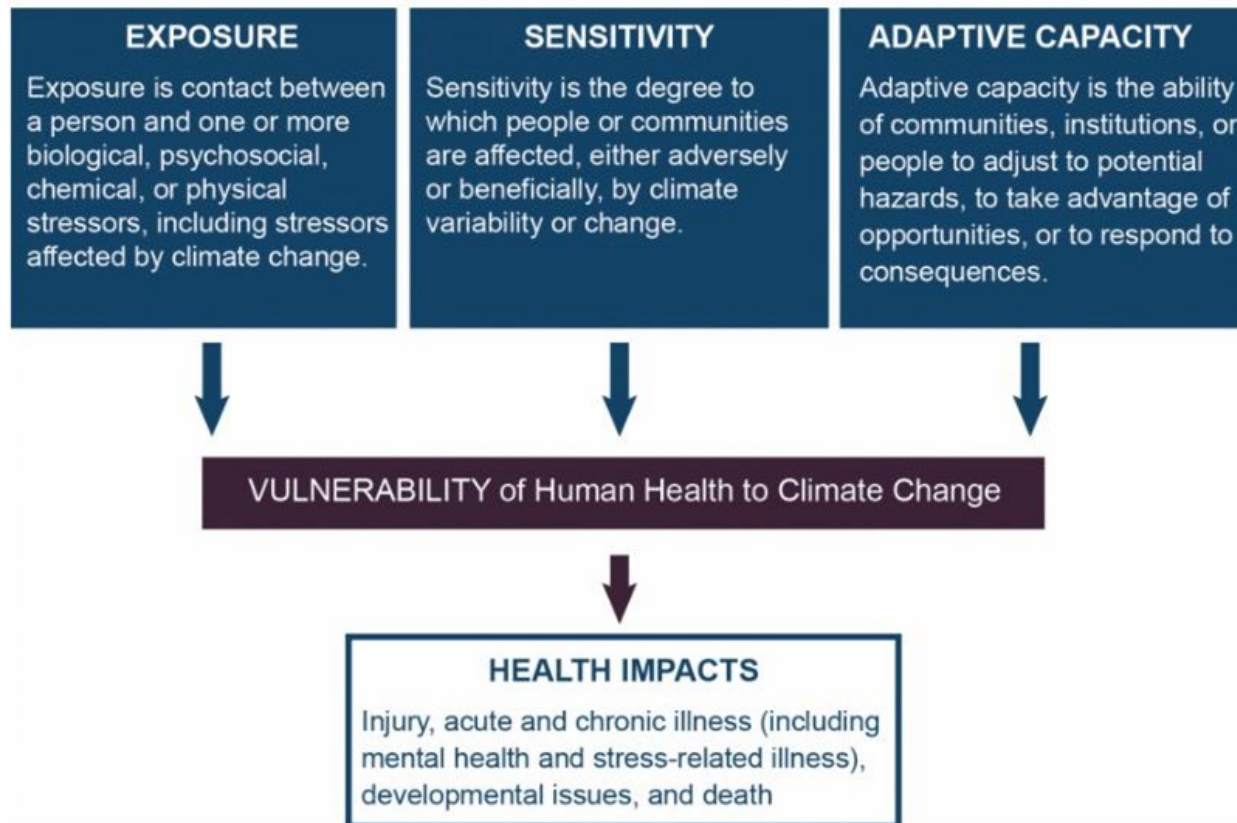 EXPOSURE
Exposure is contact between
a person and one or more
biological, psychosocial,
chemical, or physical
stressors, including stressors
affected by climate change.
SENSITIVITY
Sensitivity is the degree to
which people or communities
are affected, either adversely
or beneficially, by climate
variability or change.
ADAPTIVE CAPACITY
Adaptive capacity is the ability
of communities, institutions, or
people to adjust to potential
hazards, to take advantage of
opportunities, or to respond to
consequences.
VULNERABILITY of Human Health to Climate Change
HEALTH IMPACTS
Injury, acute and chronic illness (including
mental health and stress-related illness),
developmental issues, and death